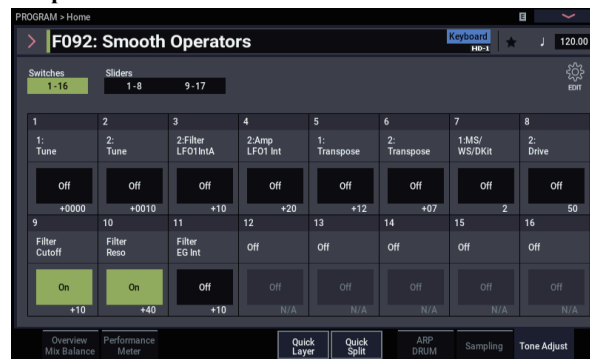 PROGRAM > Home
E
F092: Smooth Operators
Keyboard
HD-1
♩ 120.00
Switches
1-16
Sliders
1-8 9-17
EDIT
1 2 3 4 5 6 7 8
1: 2: 2:Filter 2:Amp 1: 2: 1:MS/ 2:
Tune Tune LFO1IntA LFO1 Int Transpose Transpose WS/DKit Drive
Off Off Off Off Off Off Off Off
+0000 +0010 +10 +20 +12 +07 2 50
9 10 11 12 13 14 15 16
Filter Filter Filter Off Off Off Off Off
Cutoff Reso EG Int
On On Off Off Off Off Off Off
+10 +40 +10 N/A N/A N/A N/A N/A
Overview Performance Quick Quick ARP Sampling Tone Adjust
Mix Balance Meter Layer Split DRUM